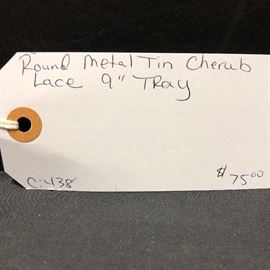 Round Metal Tin Cherub
Lace 9" Tray
C:438
$75.00